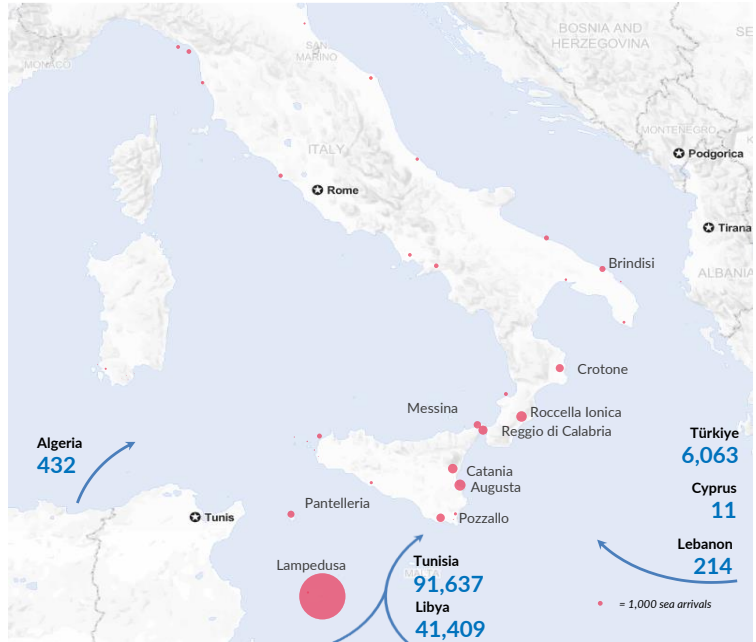 BOSNIA AND
HERZEGOVINA
SE
SAN
MARINO
MONACO
MONTENEGRO
K
Podgorica
ITALY
Rome
Tirana
ALBANIA
Brindisi
Crotone
Messina
Roccella Ionica
Reggio di Calabria
Algeria
432
Türkiye
6,063
Catania
Augusta
Cyprus
11
Pantelleria
Tunis
Pozzallo
Lebanon
214
Lampedusa
MALTA
Tunisia
91,637
Libya
41,409
= 1,000 sea arrivals